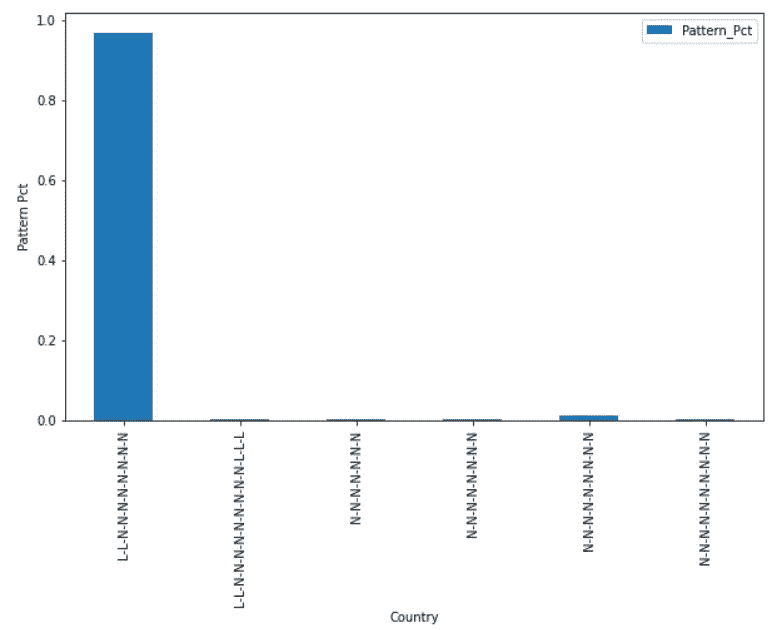 1.0
0.8
0.6
0.4
0.2
0.0
Pattern Pct
Pattern_Pct
L-L-N-N-N-N-N-N-N-N
N-N-N-N-N-N-N
N-N-N-N-N-N-N-N
N-N-N-N-N-N-N-N-N
N-N-N-N-N-N-N-N-N-N
Country